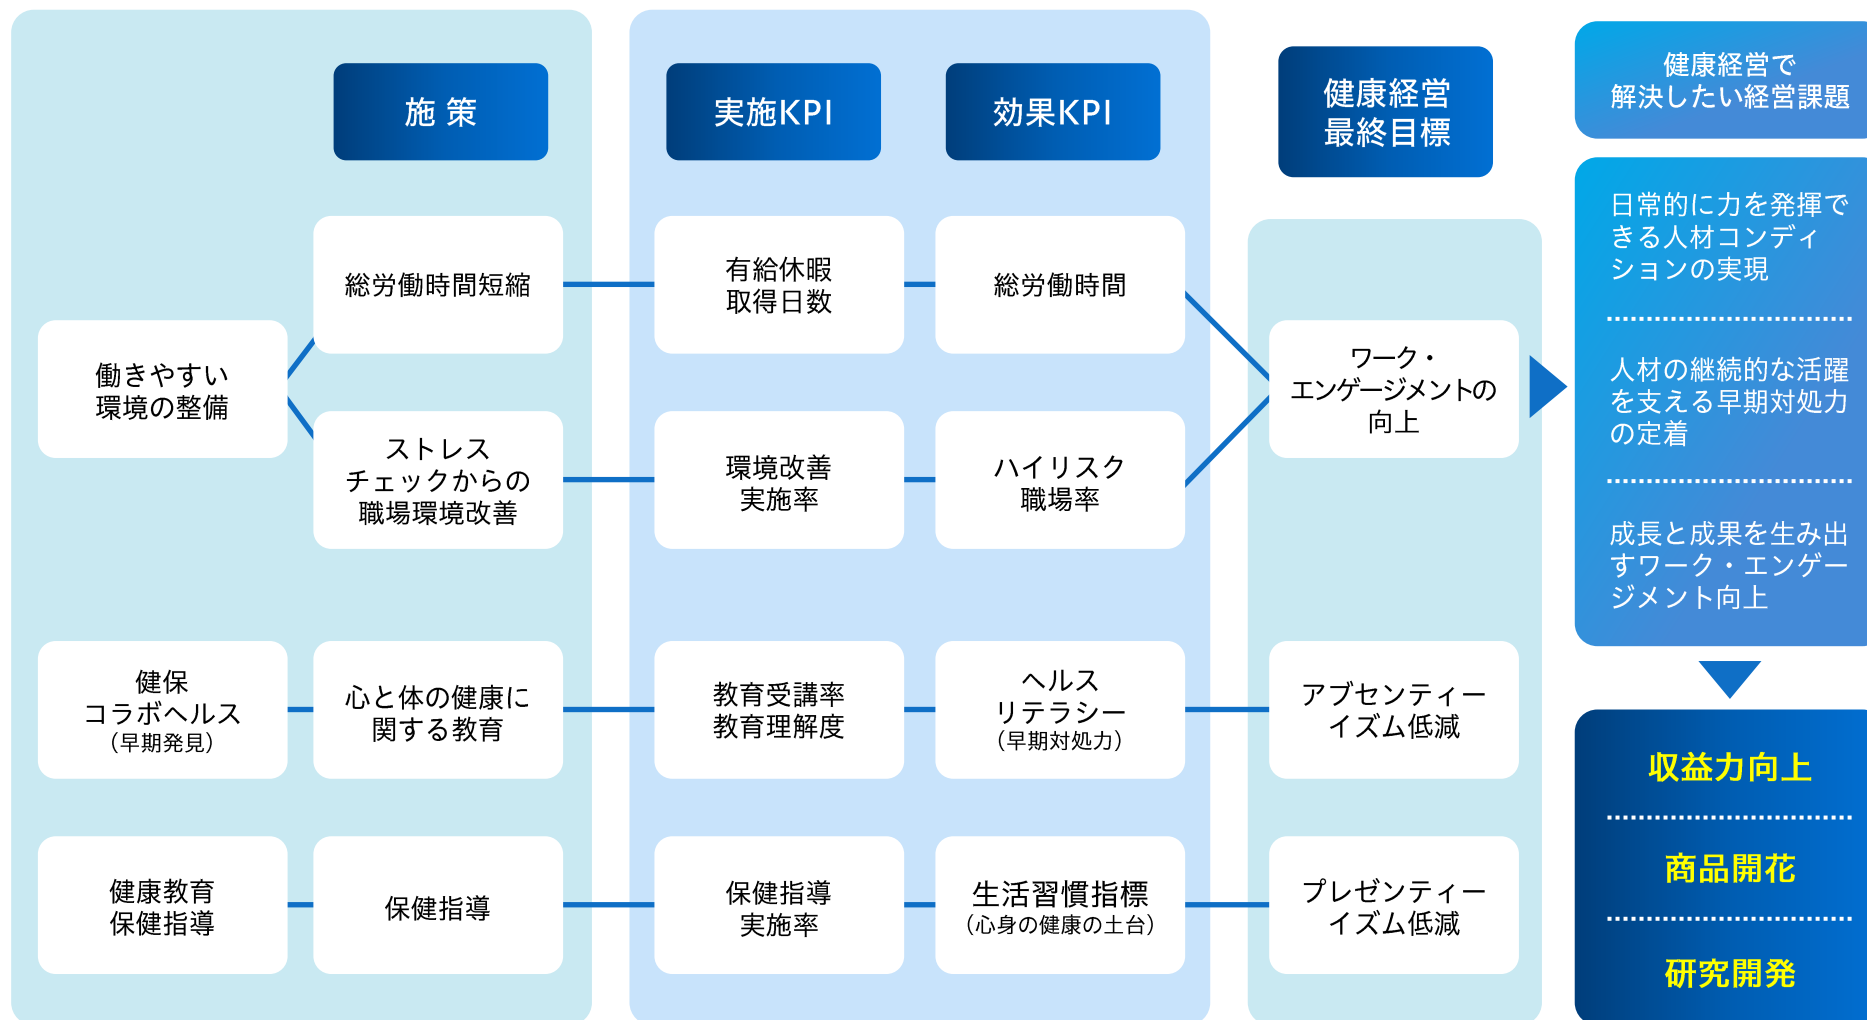 施 策
実施KPI
効果KPI
健康経営
最終目標
健康経営で
解決したい経営課題
働きやすい
環境の整備
総労働時間短縮
有給休暇
取得日数
総労働時間
ストレス
チェックからの
職場環境改善
環境改善
実施率
ハイリスク
職場率
ワーク・
エンゲージメントの
向上
健保
コラボヘルス
（早期発見）
心と体の健康に
関する教育
教育受講率
教育理解度
ヘルス
リテラシー
（早期対処力）
アブセンティー
イズム低減
健康教育
保健指導
保健指導
保健指導
実施率
生活習慣指標
（心身の健康の土台）
プレゼンティー
イズム低減
日常的に力を発揮で
きる人材コンディ
ションの実現
人材の継続的な活躍
を支える早期対処力
の定着
成長と成果を生み出
すワーク・エンゲー
ジメント向上
収益力向上
商品開花
研究開発